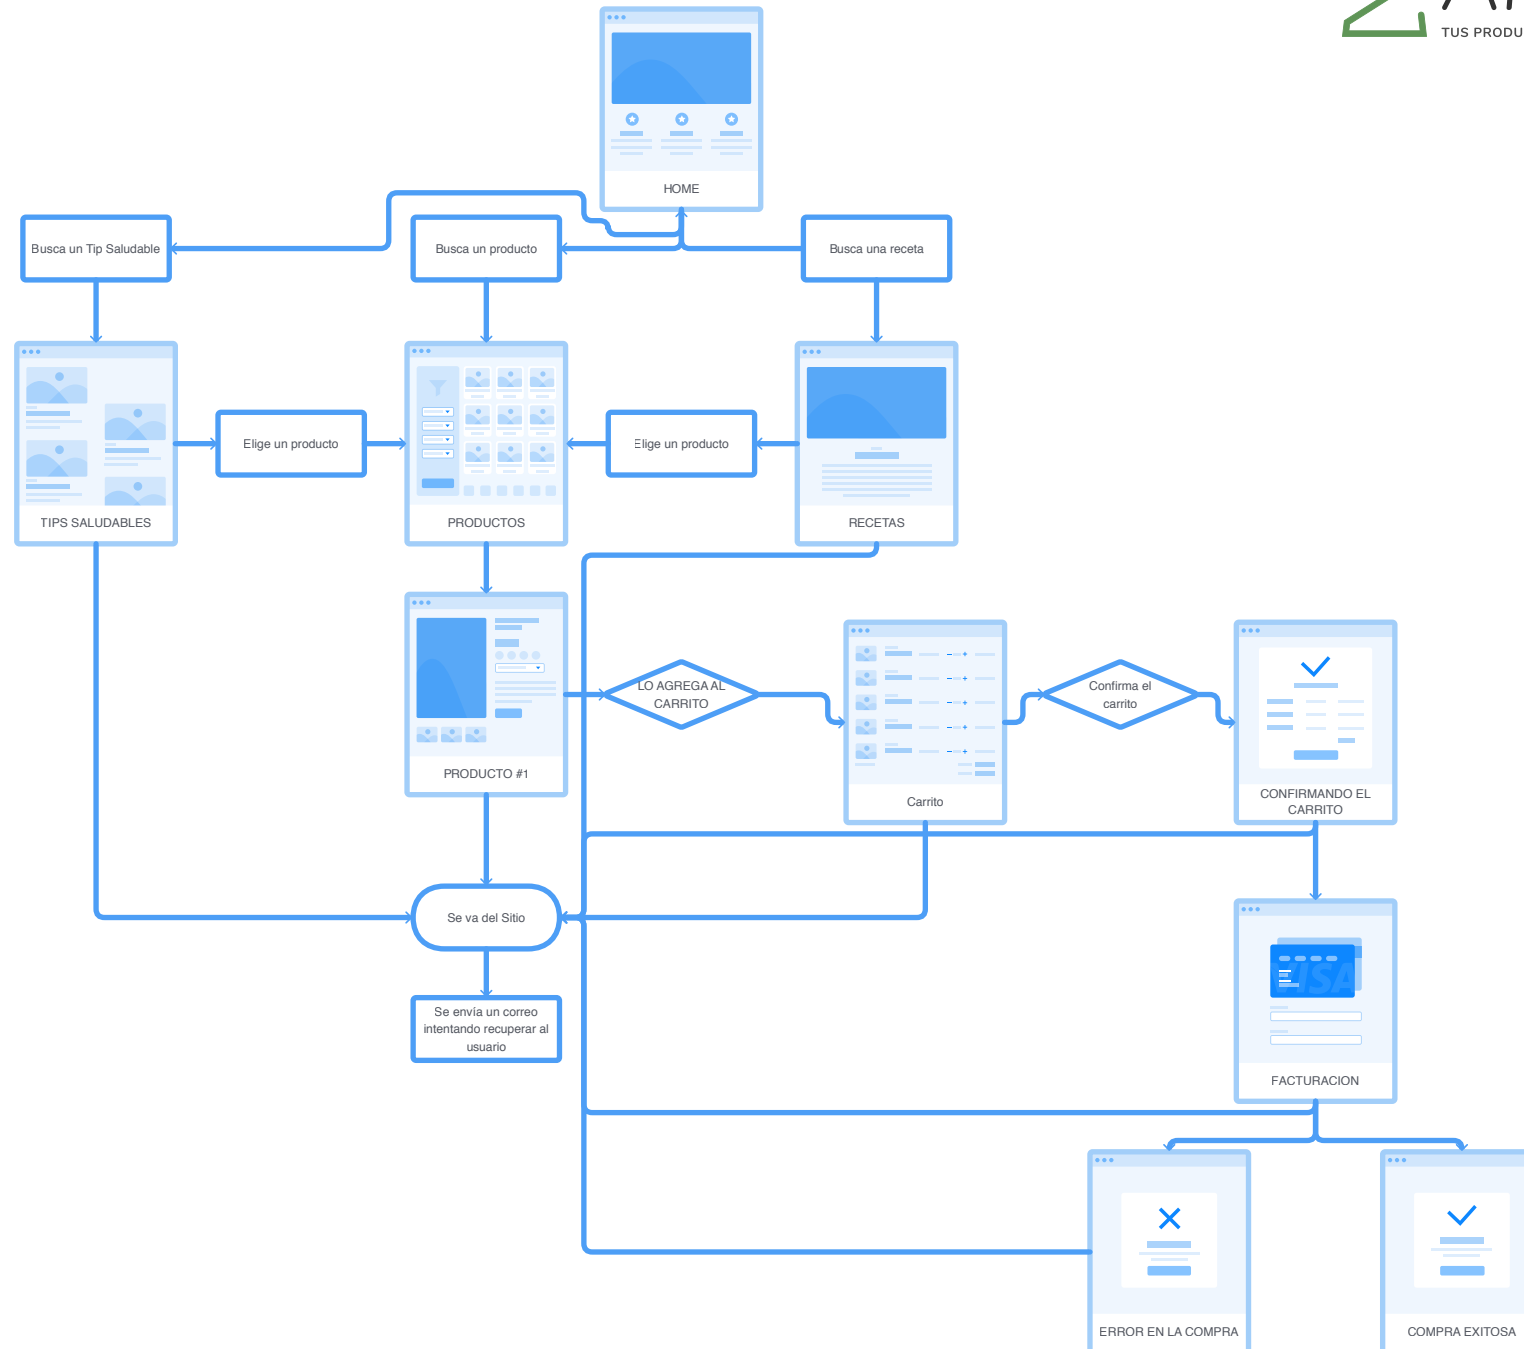 TUS PRODU
HOME
Busca un Tip Saludable
Busca un producto
Busca una receta
Elige un producto
Elige un producto
TIPS SALUDABLES
PRODUCTOS
RECETAS
LO AGREGA AL
CARRITO
Confirma el
carrito
PRODUCTO #1
Carrito
CONFIRMANDO EL
CARRITO
Se va del Sitio
VISA
Se envía un correo
intentando recuperar al
usuario
FACTURACION
ERROR EN LA COMPRA
COMPRA EXITOSA